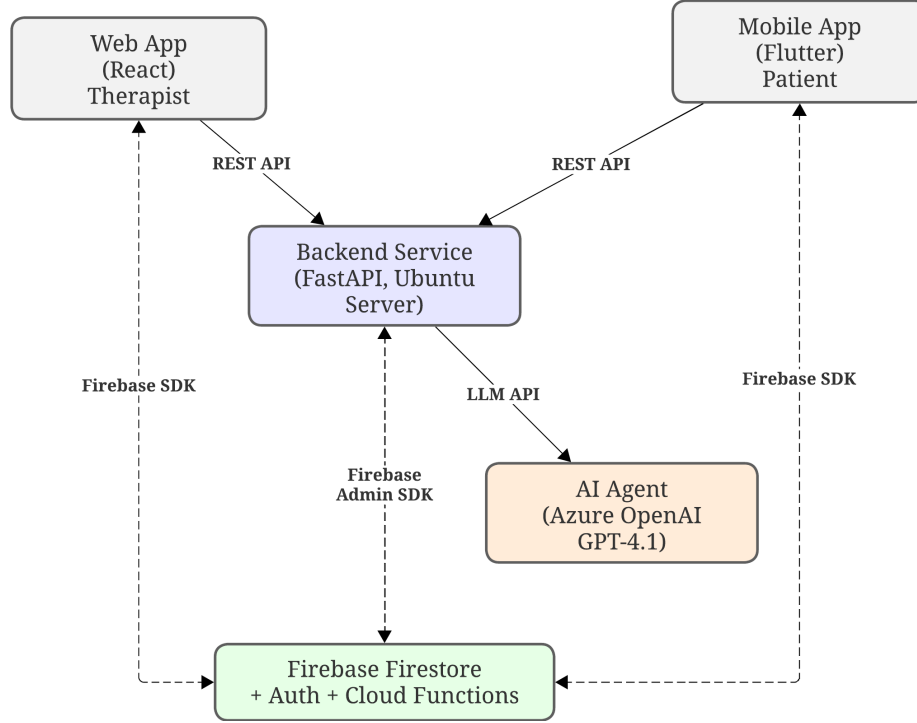 Web App
(React)
Therapist
Mobile App
(Flutter)
Patient
REST API
REST API
Backend Service
(FastAPI, Ubuntu
Server)
Firebase SDK
Firebase SDK
LLM API
Firebase
Admin SDK
AI Agent
(Azure OpenAI
GPT-4.1)
Firebase Firestore
+ Auth + Cloud Functions